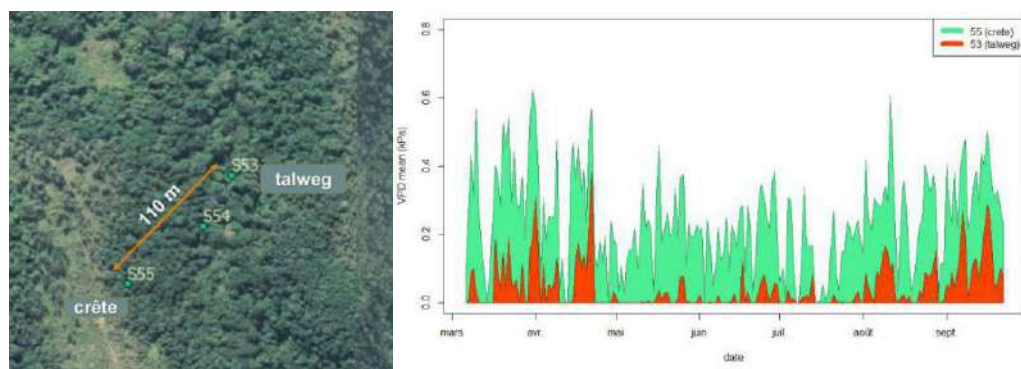 S53
talweg
110 m
S54
S55
crête
VPD mean (kPa)
0.8
0.6
0.4
0.2
0.0
55 (crete)
53 (talweg)
mars
avr.
mai
juin
juil
août
sept.
date